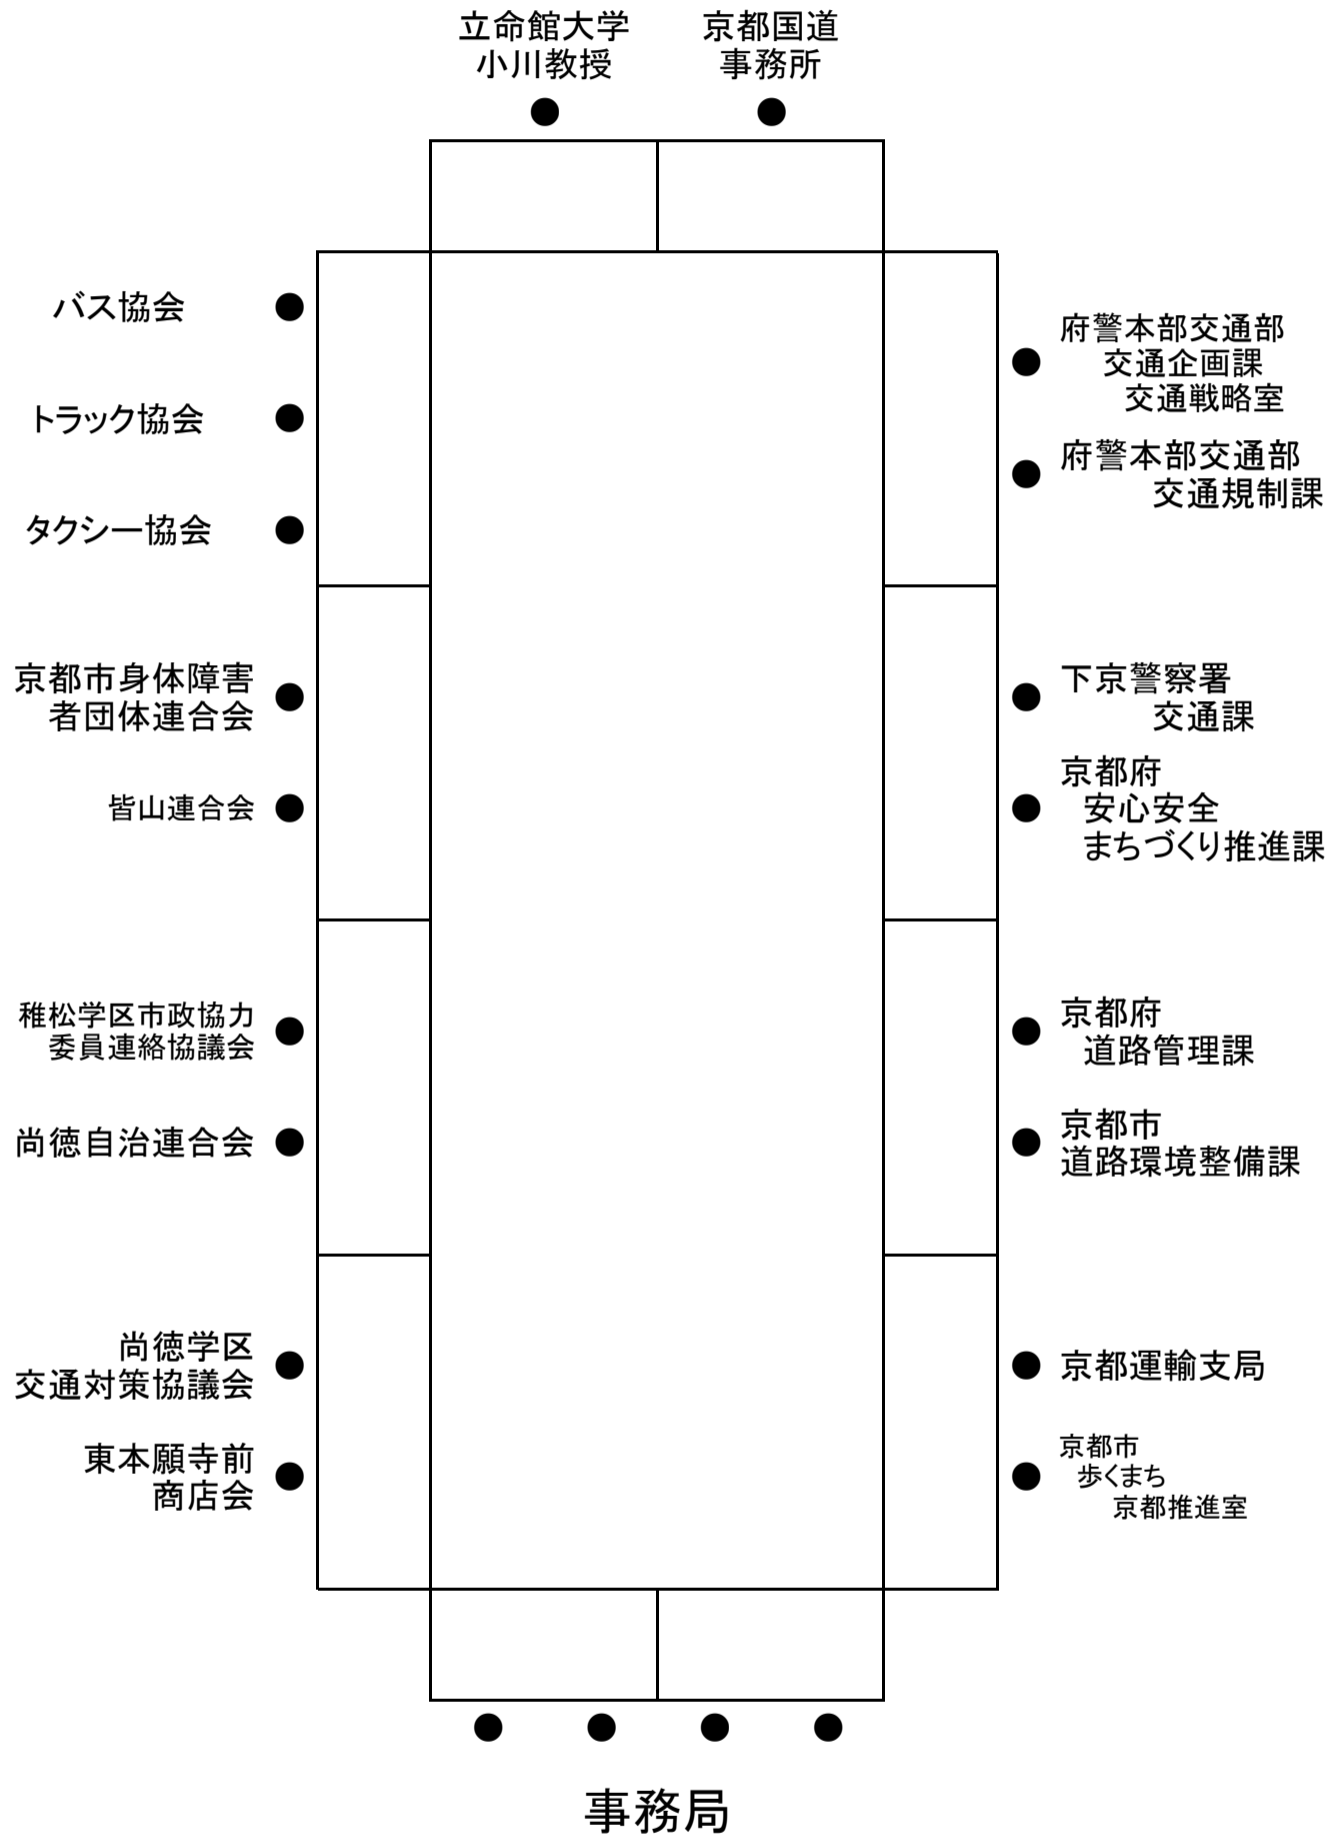 立命館大学
小川教授
京都国道
事務所
バス協会
トラック協会
タクシー協会
京都市身体障害
者団体連合会
皆山連合会
稚松学区市政協力
委員連絡協議会
尚徳自治連合会
尚徳学区
交通対策協議会
東本願寺前
商店会
府警本部交通部
交通企画課
交通戦略室
府警本部交通部
交通規制課
下京警察署
交通課
京都府
安心安全
まちづくり推進課
京都府
道路管理課
京都市
道路環境整備課
京都運輸支局
京都市
歩くまち
京都推進室
事務局